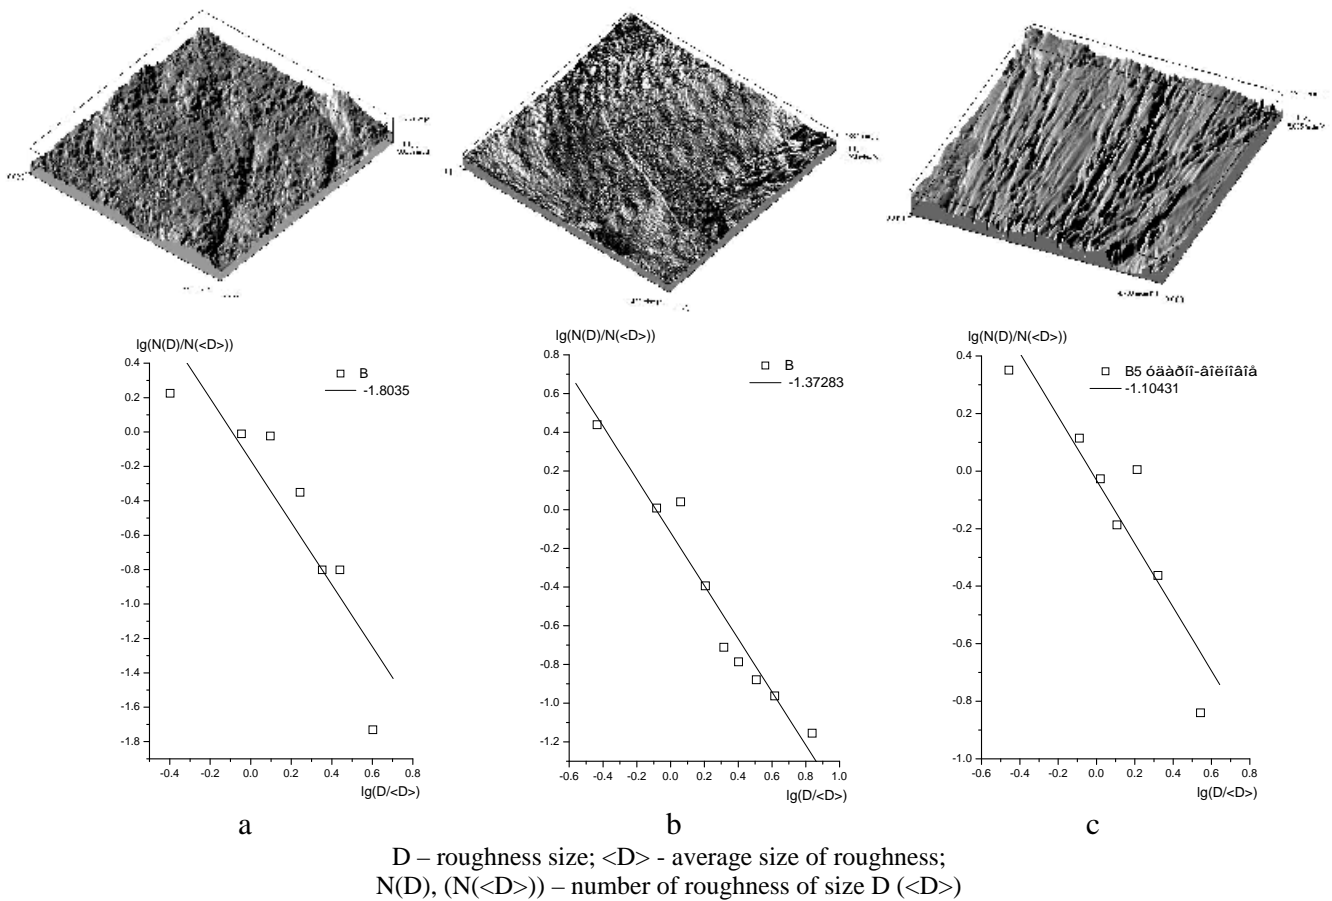 lg(N(D)/N(<D>))
0.4
0.2
0.0
-0.2
-0.4
-0.6
-0.8
-1.0
-1.2
-1.4
-1.6
-1.8
-0.4 -0.2 0.0 0.2 0.4 0.6 0.8
lg(D/<D>)
B
-1.8035
a
lg(N(D)/N(<D>))
0.8
0.6
0.4
0.2
0.0
-0.2
-0.4
-0.6
-0.8
-1.0
-1.2
-0.6 -0.4 -0.2 0.0 0.2 0.4 0.6 0.8 1.0
lg(D/<D>)
B
-1.37283
b
lg(N(D)/N(<D>))
0.4
0.2
0.0
-0.2
-0.4
-0.6
-0.8
-1.0
-0.6 -0.4 -0.2 0.0 0.2 0.4 0.6 0.8
lg(D/<D>)
B5 óäàðíî-âîëíîâîå
-1.10431
c
D – roughness size; <D> - average size of roughness;
N(D), (N(<D>)) – number of roughness of size D (<D>)